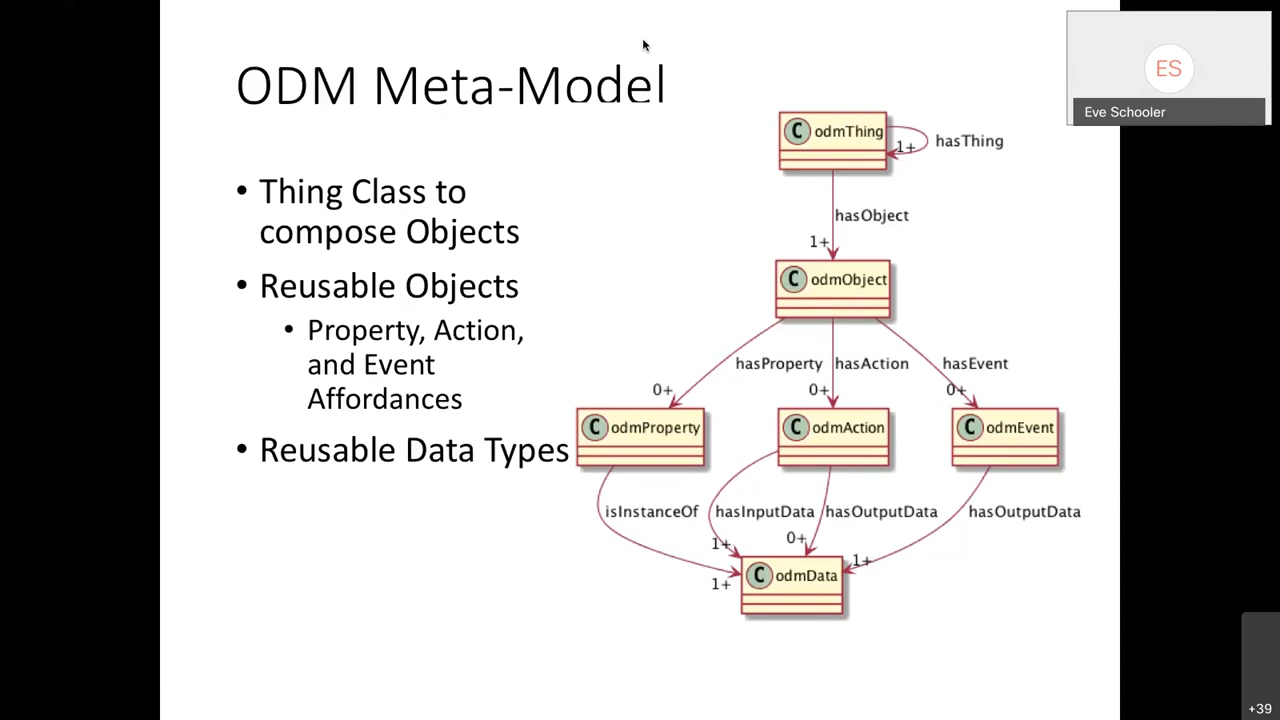 ODM Meta-Model
ES
Eve Schooler
• Thing Class to
compose Objects
• Reusable Objects
• Property, Action,
and Event
Affordances
• Reusable Data Types
C odmThing
1+
hasThing
hasObject
1+
C odmObject
hasProperty
hasAction
hasEvent
0+
0+
0+
C odmProperty
C odmAction
C odmEvent
isInstanceOf
hasInputData
hasOutputData
hasOutputData
1+
0+
1+
1+
C odmData
+39